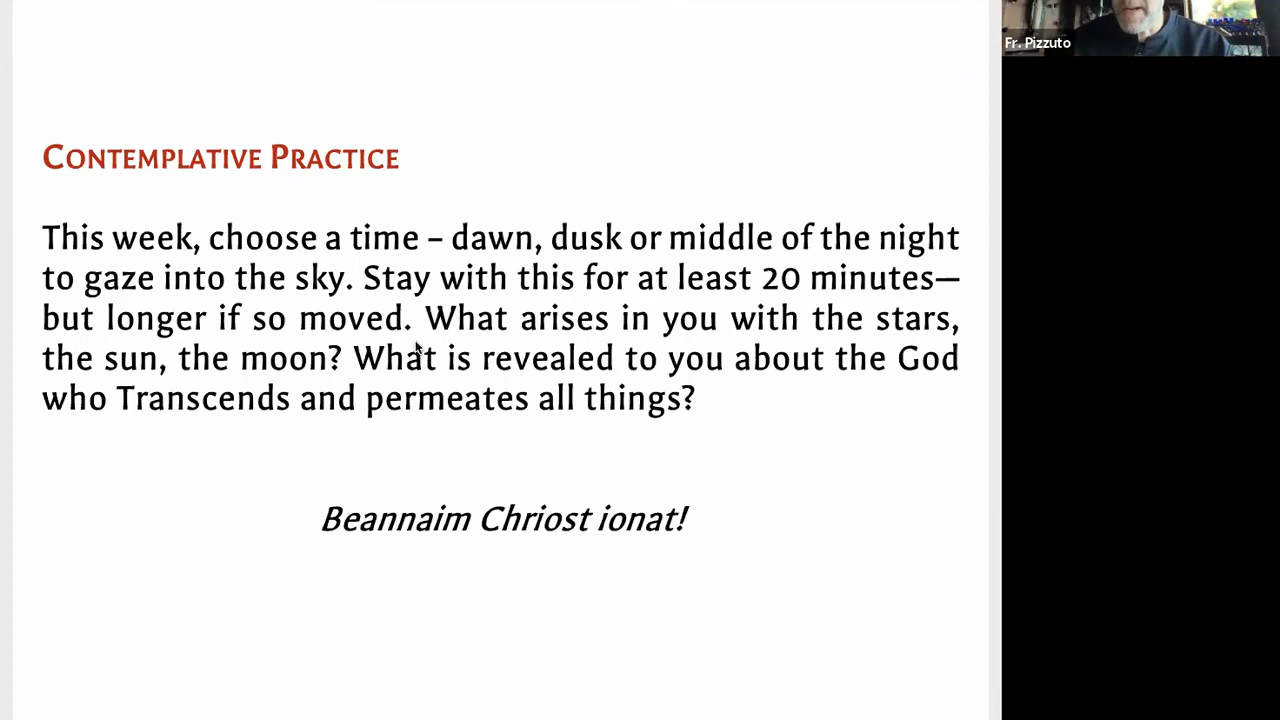 Fr. Pizzuto
CONTEMPLATIVE PRACTICE
This week, choose a time – dawn, dusk or middle of the night
to gaze into the sky. Stay with this for at least 20 minutes—
but longer if so moved. What arises in you with the stars,
the sun, the moon? What is revealed to you about the God
who Transcends and permeates all things?
Beannaim Chriost ionat!